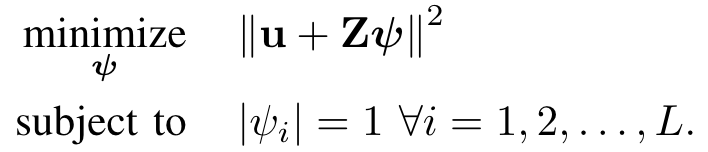 minimize ‖𝐮 + 𝐙𝝍‖²
𝝍
subject to |ψᵢ| = 1 ∀i = 1, 2, . . . , L.